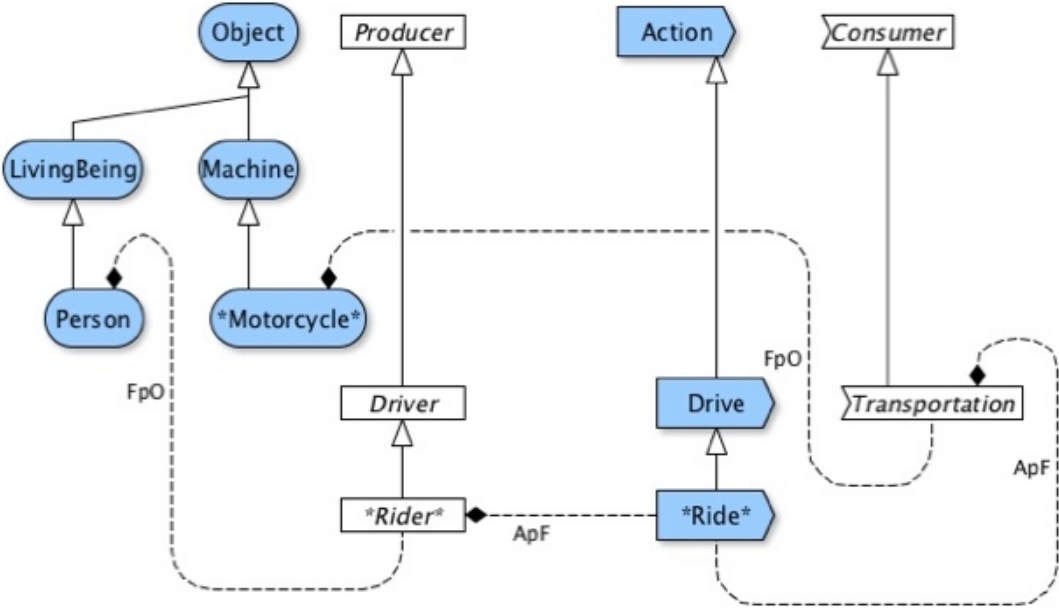 Object
Producer
Action
Consumer
LivingBeing
Machine
Person
*Motorcycle*
FpO
FpO
Driver
Drive
Transportation
ApF
*Rider*
ApF
*Ride*